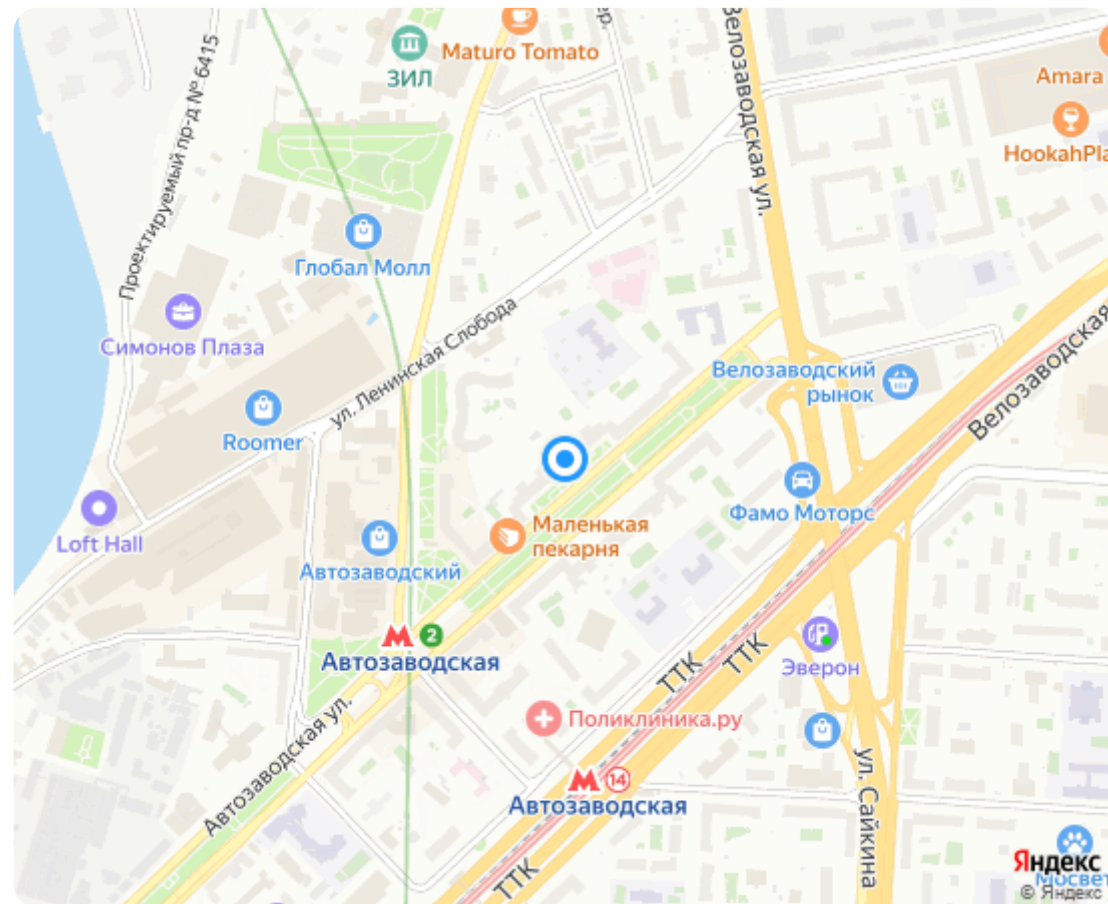 Maturo Tomato
ЗИЛ
ер.
Велозаводская ул.
Amara
HookahPla
Проектируемый пр-д № 6415
Глобал Молл
Симонов Плаза
ул. Ленинская Слобода
Roomer
Велозаводский
рынок
Велозаводская
Loft Hall
Автозаводский
Маленькая
пекарня
Фамо Моторс
2
Автозаводская
ТТК
ТТК
Эверон
Поликлиника.ру
Автозаводская ул.
14
Автозаводская
ул. Сайкина
ТТК
Яндекс
Мосвет
© Яндекс